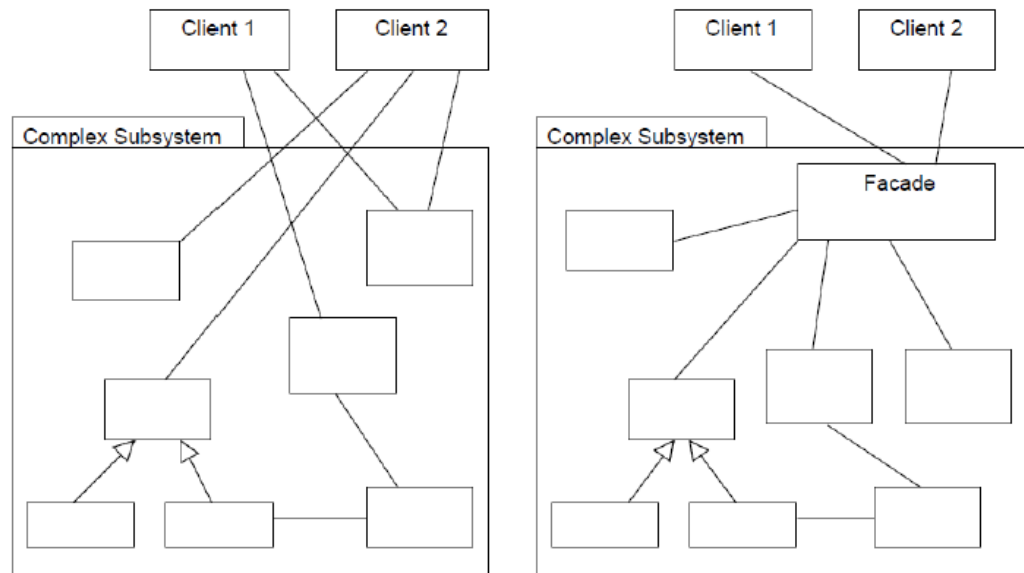 Client 1
Client 2
Complex Subsystem
Client 1
Client 2
Complex Subsystem
Facade